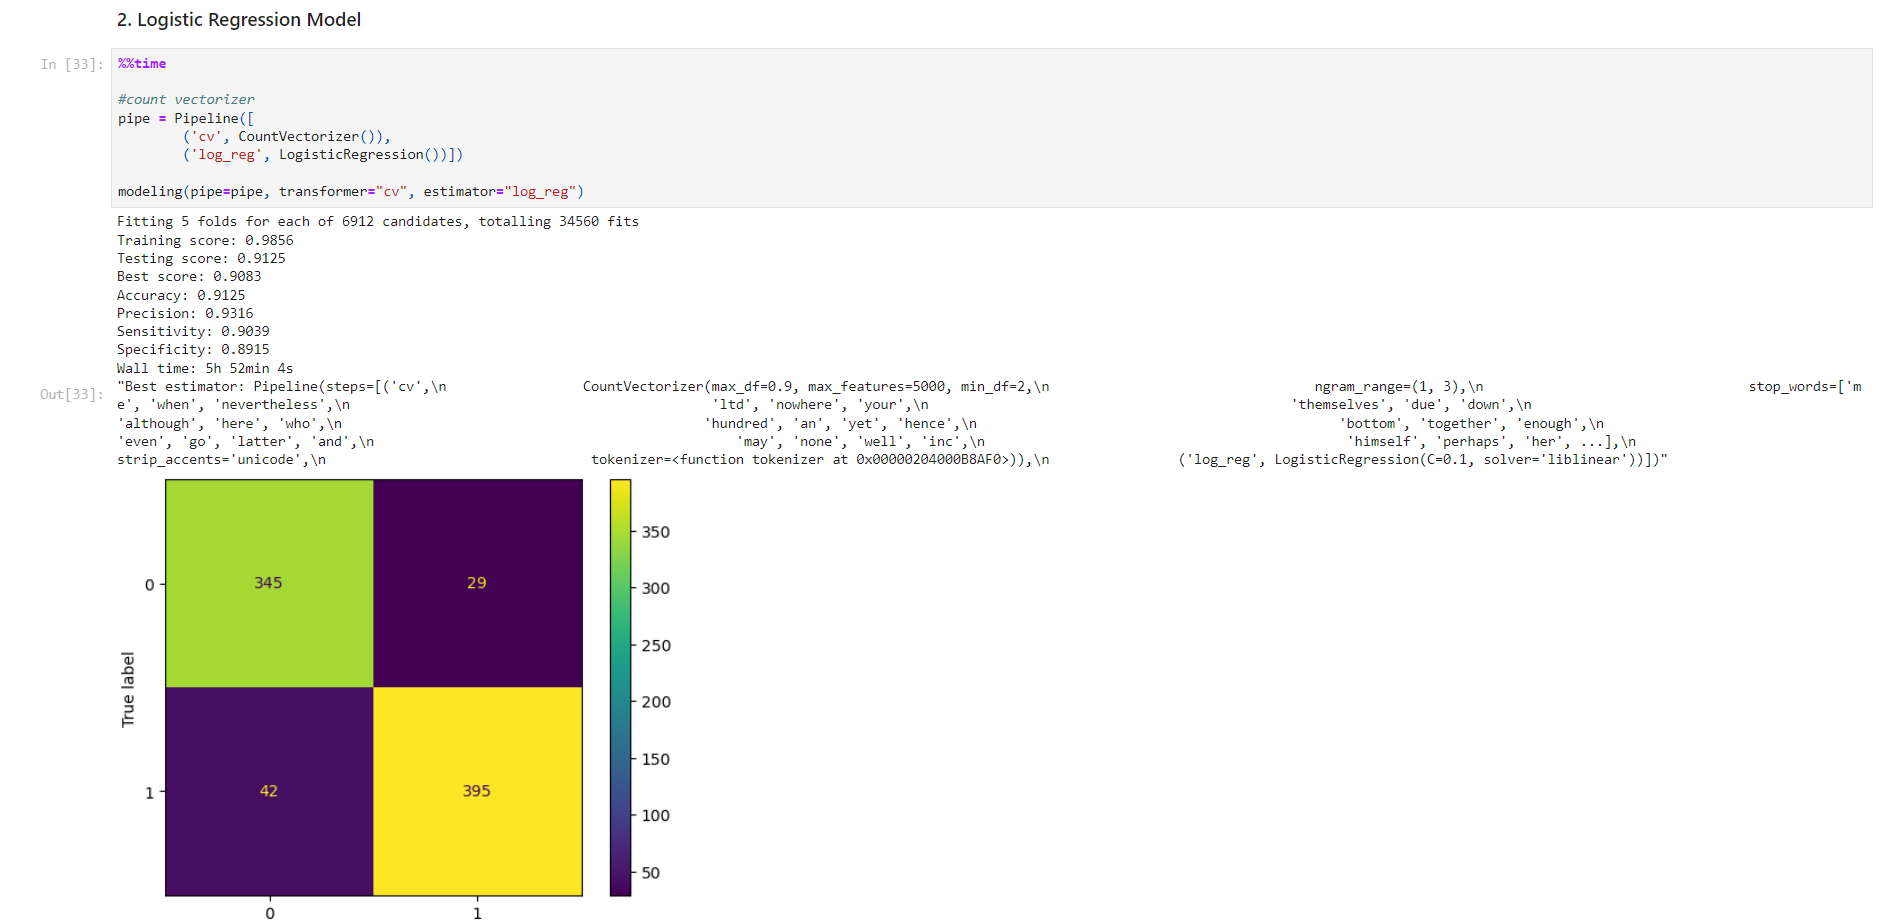 2. Logistic Regression Model
In [33]:
%%time
#count vectorizer
pipe = Pipeline([
('cv', CountVectorizer()),
('log_reg', LogisticRegression())])
modeling(pipe=pipe, transformer="cv", estimator="log_reg")
Fitting 5 folds for each of 6912 candidates, totalling 34560 fits
Training score: 0.9856
Testing score: 0.9125
Best score: 0.9083
Accuracy: 0.9125
Precision: 0.9316
Sensitivity: 0.9039
Specificity: 0.8915
Wall time: 5h 52min 4s
Out[33]:
"Best estimator: Pipeline(steps=[('cv',\n CountVectorizer(max_df=0.9, max_features=5000, min_df=2,\n ngram_range=(1, 3),\n stop_words=['m
e', 'when', 'nevertheless',\n 'ltd', 'nowhere', 'your',\n 'themselves', 'due', 'down',\n
'although', 'here', 'who',\n 'hundred', 'an', 'yet', 'hence',\n 'bottom', 'together', 'enough',\n
'even', 'go', 'latter', 'and',\n 'may', 'none', 'well', 'inc',\n 'himself', 'perhaps', 'her', ...],\n
strip_accents='unicode',\n tokenizer=<function tokenizer at 0x00000204000B8AF0>)),\n ('log_reg', LogisticRegression(C=0.1, solver='liblinear'))])"
True label
0
1
345
29
42
395
0
1
350
300
250
200
150
100
50